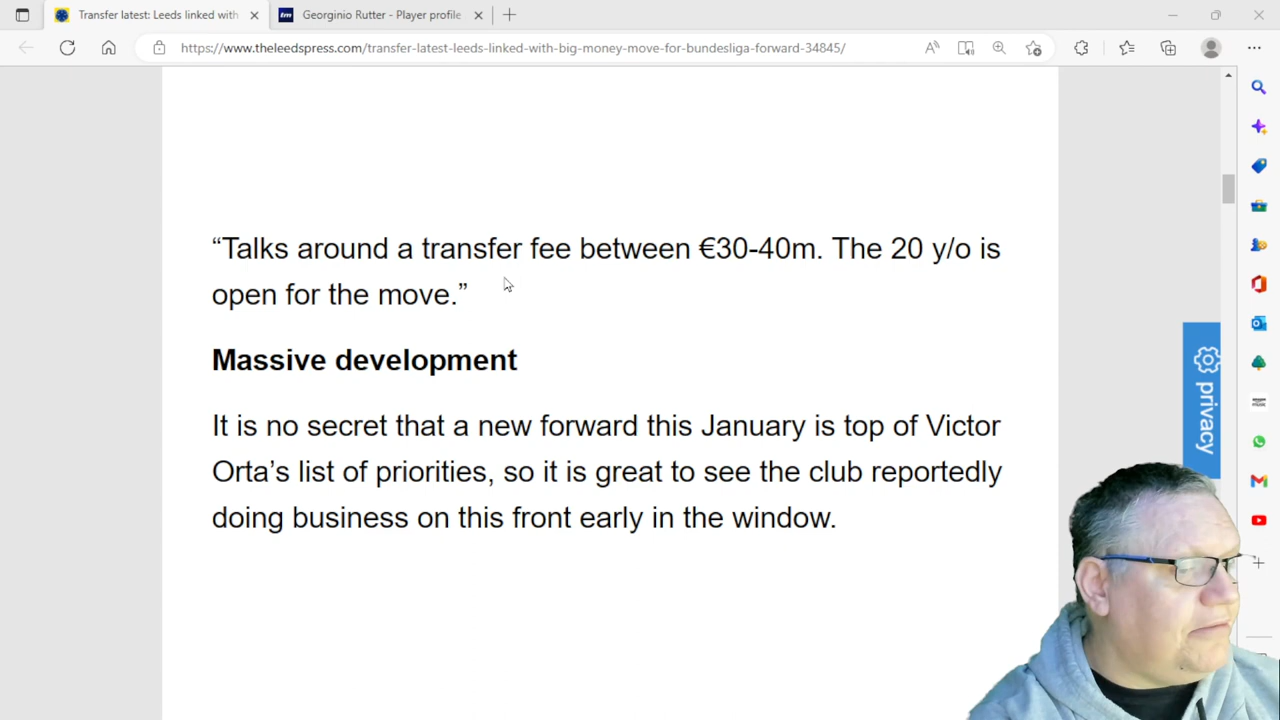 Transfer latest: Leeds linked with
Georginio Rutter - Player profile
https://www.theleedspress.com/transfer-latest-leeds-linked-with-big-money-move-for-bundesliga-forward-34845/
“Talks around a transfer fee between €30-40m. The 20 y/o is
open for the move.”
Massive development
It is no secret that a new forward this January is top of Victor
Orta’s list of priorities, so it is great to see the club reportedly
doing business on this front early in the window.
privacy